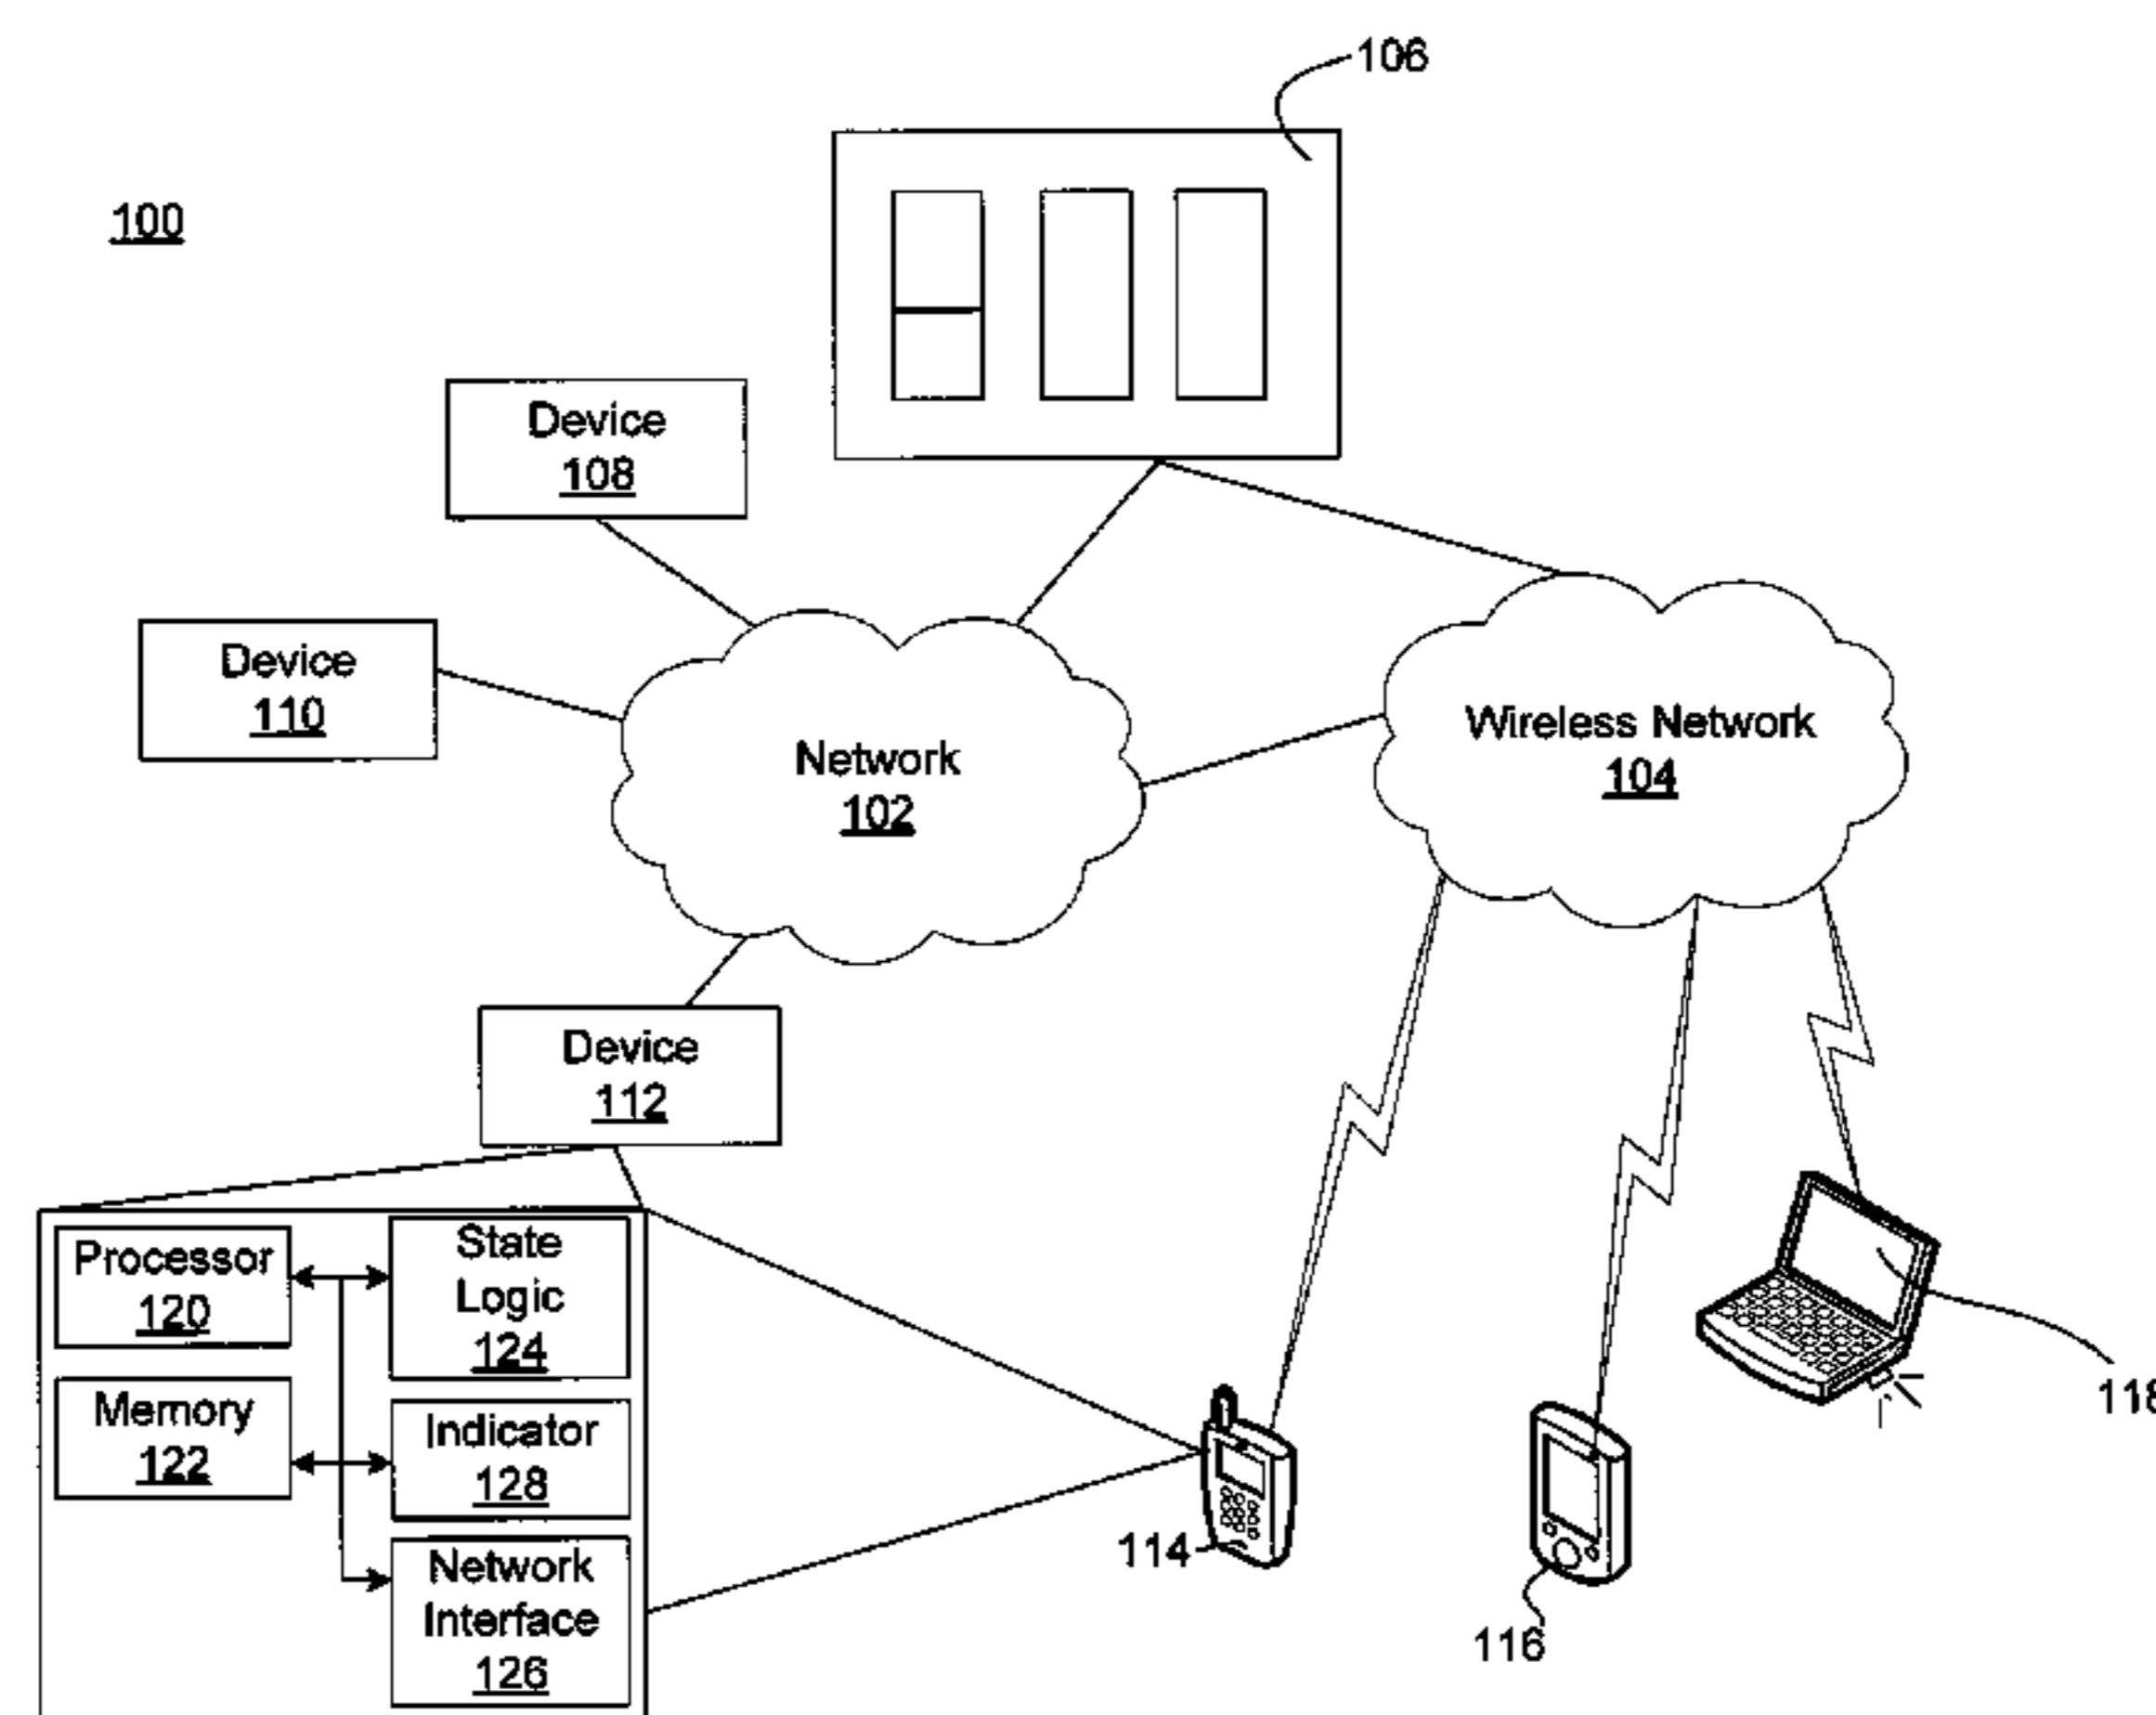 106
100
Device
108
Device
110
Network
102
Wireless Network
104
Device
112
Processor
120
State
Logic
124
Memory
122
Indicator
128
Network
Interface
126
114
116
118